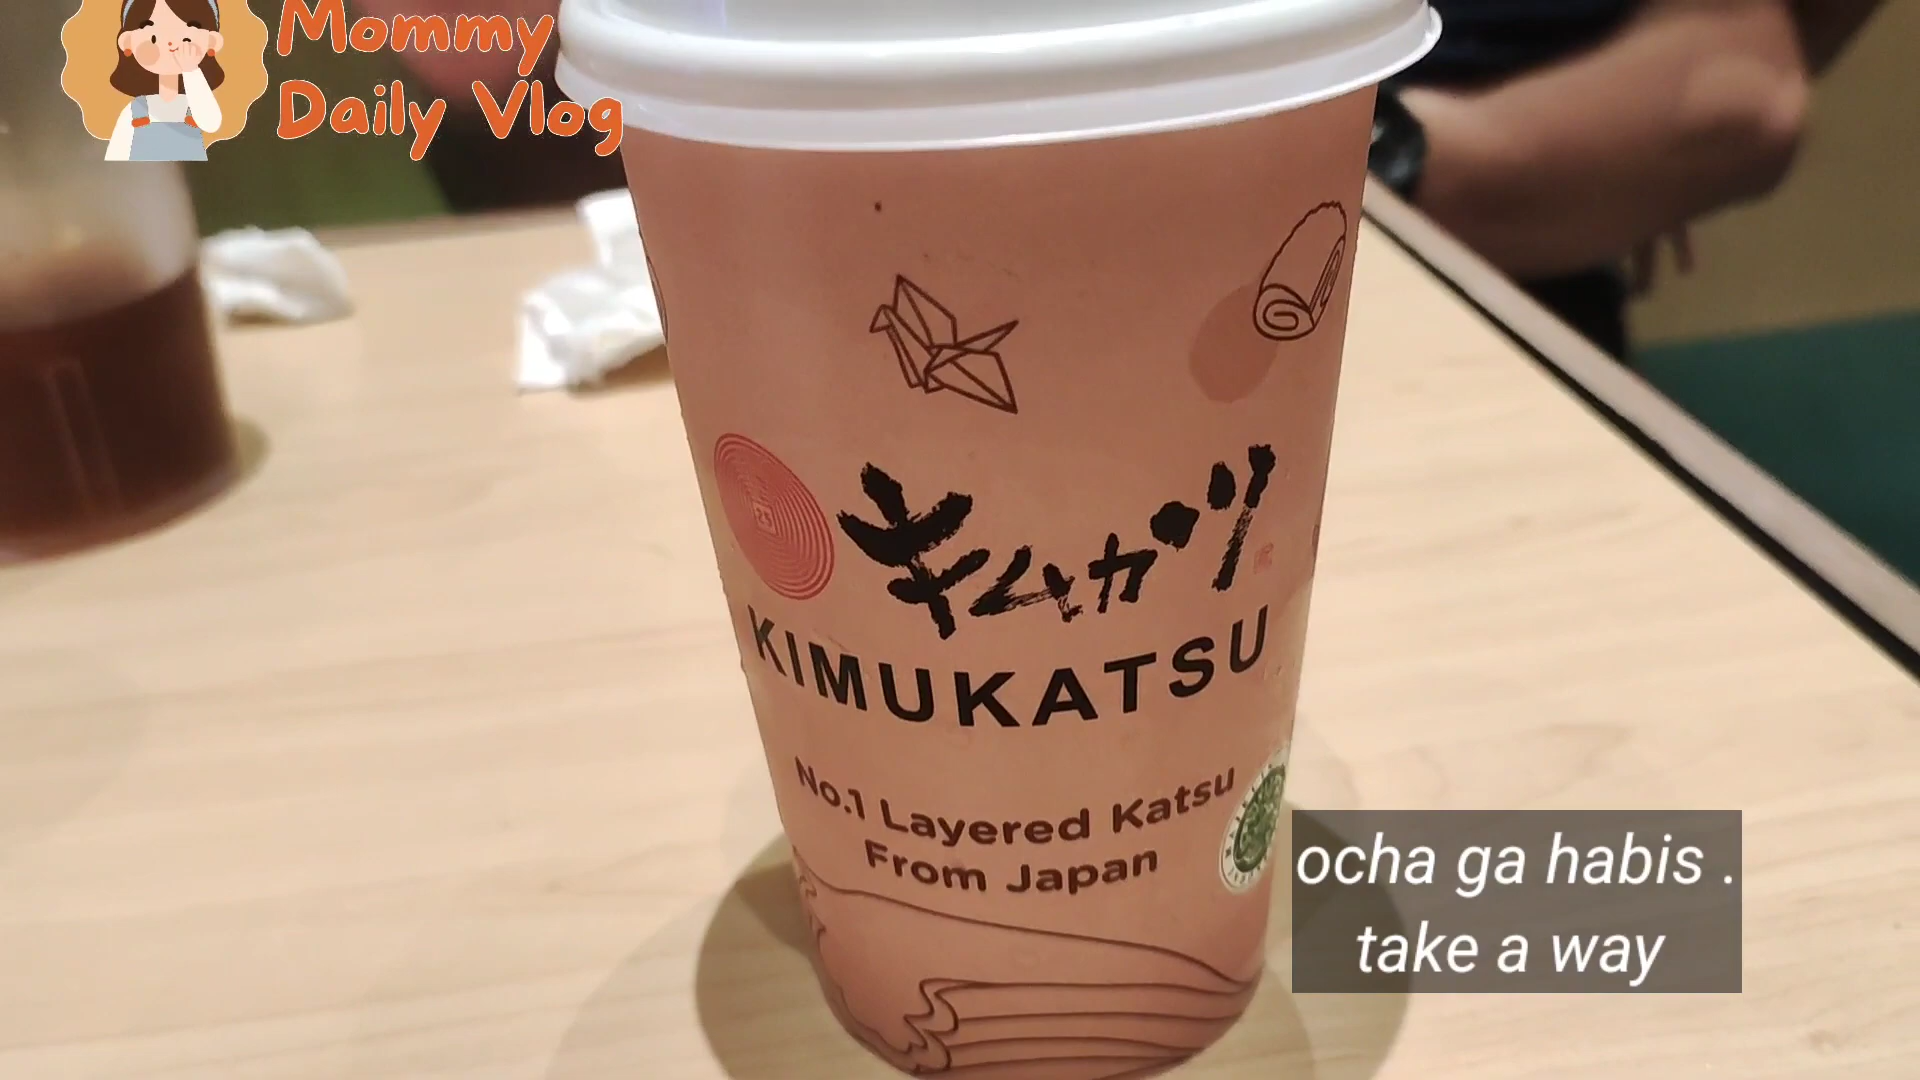 Mommy
Daily Vlog
キムカツ
KIMUKATSU
No.1 Layered Katsu
From Japan
ocha ga habis .
take a way